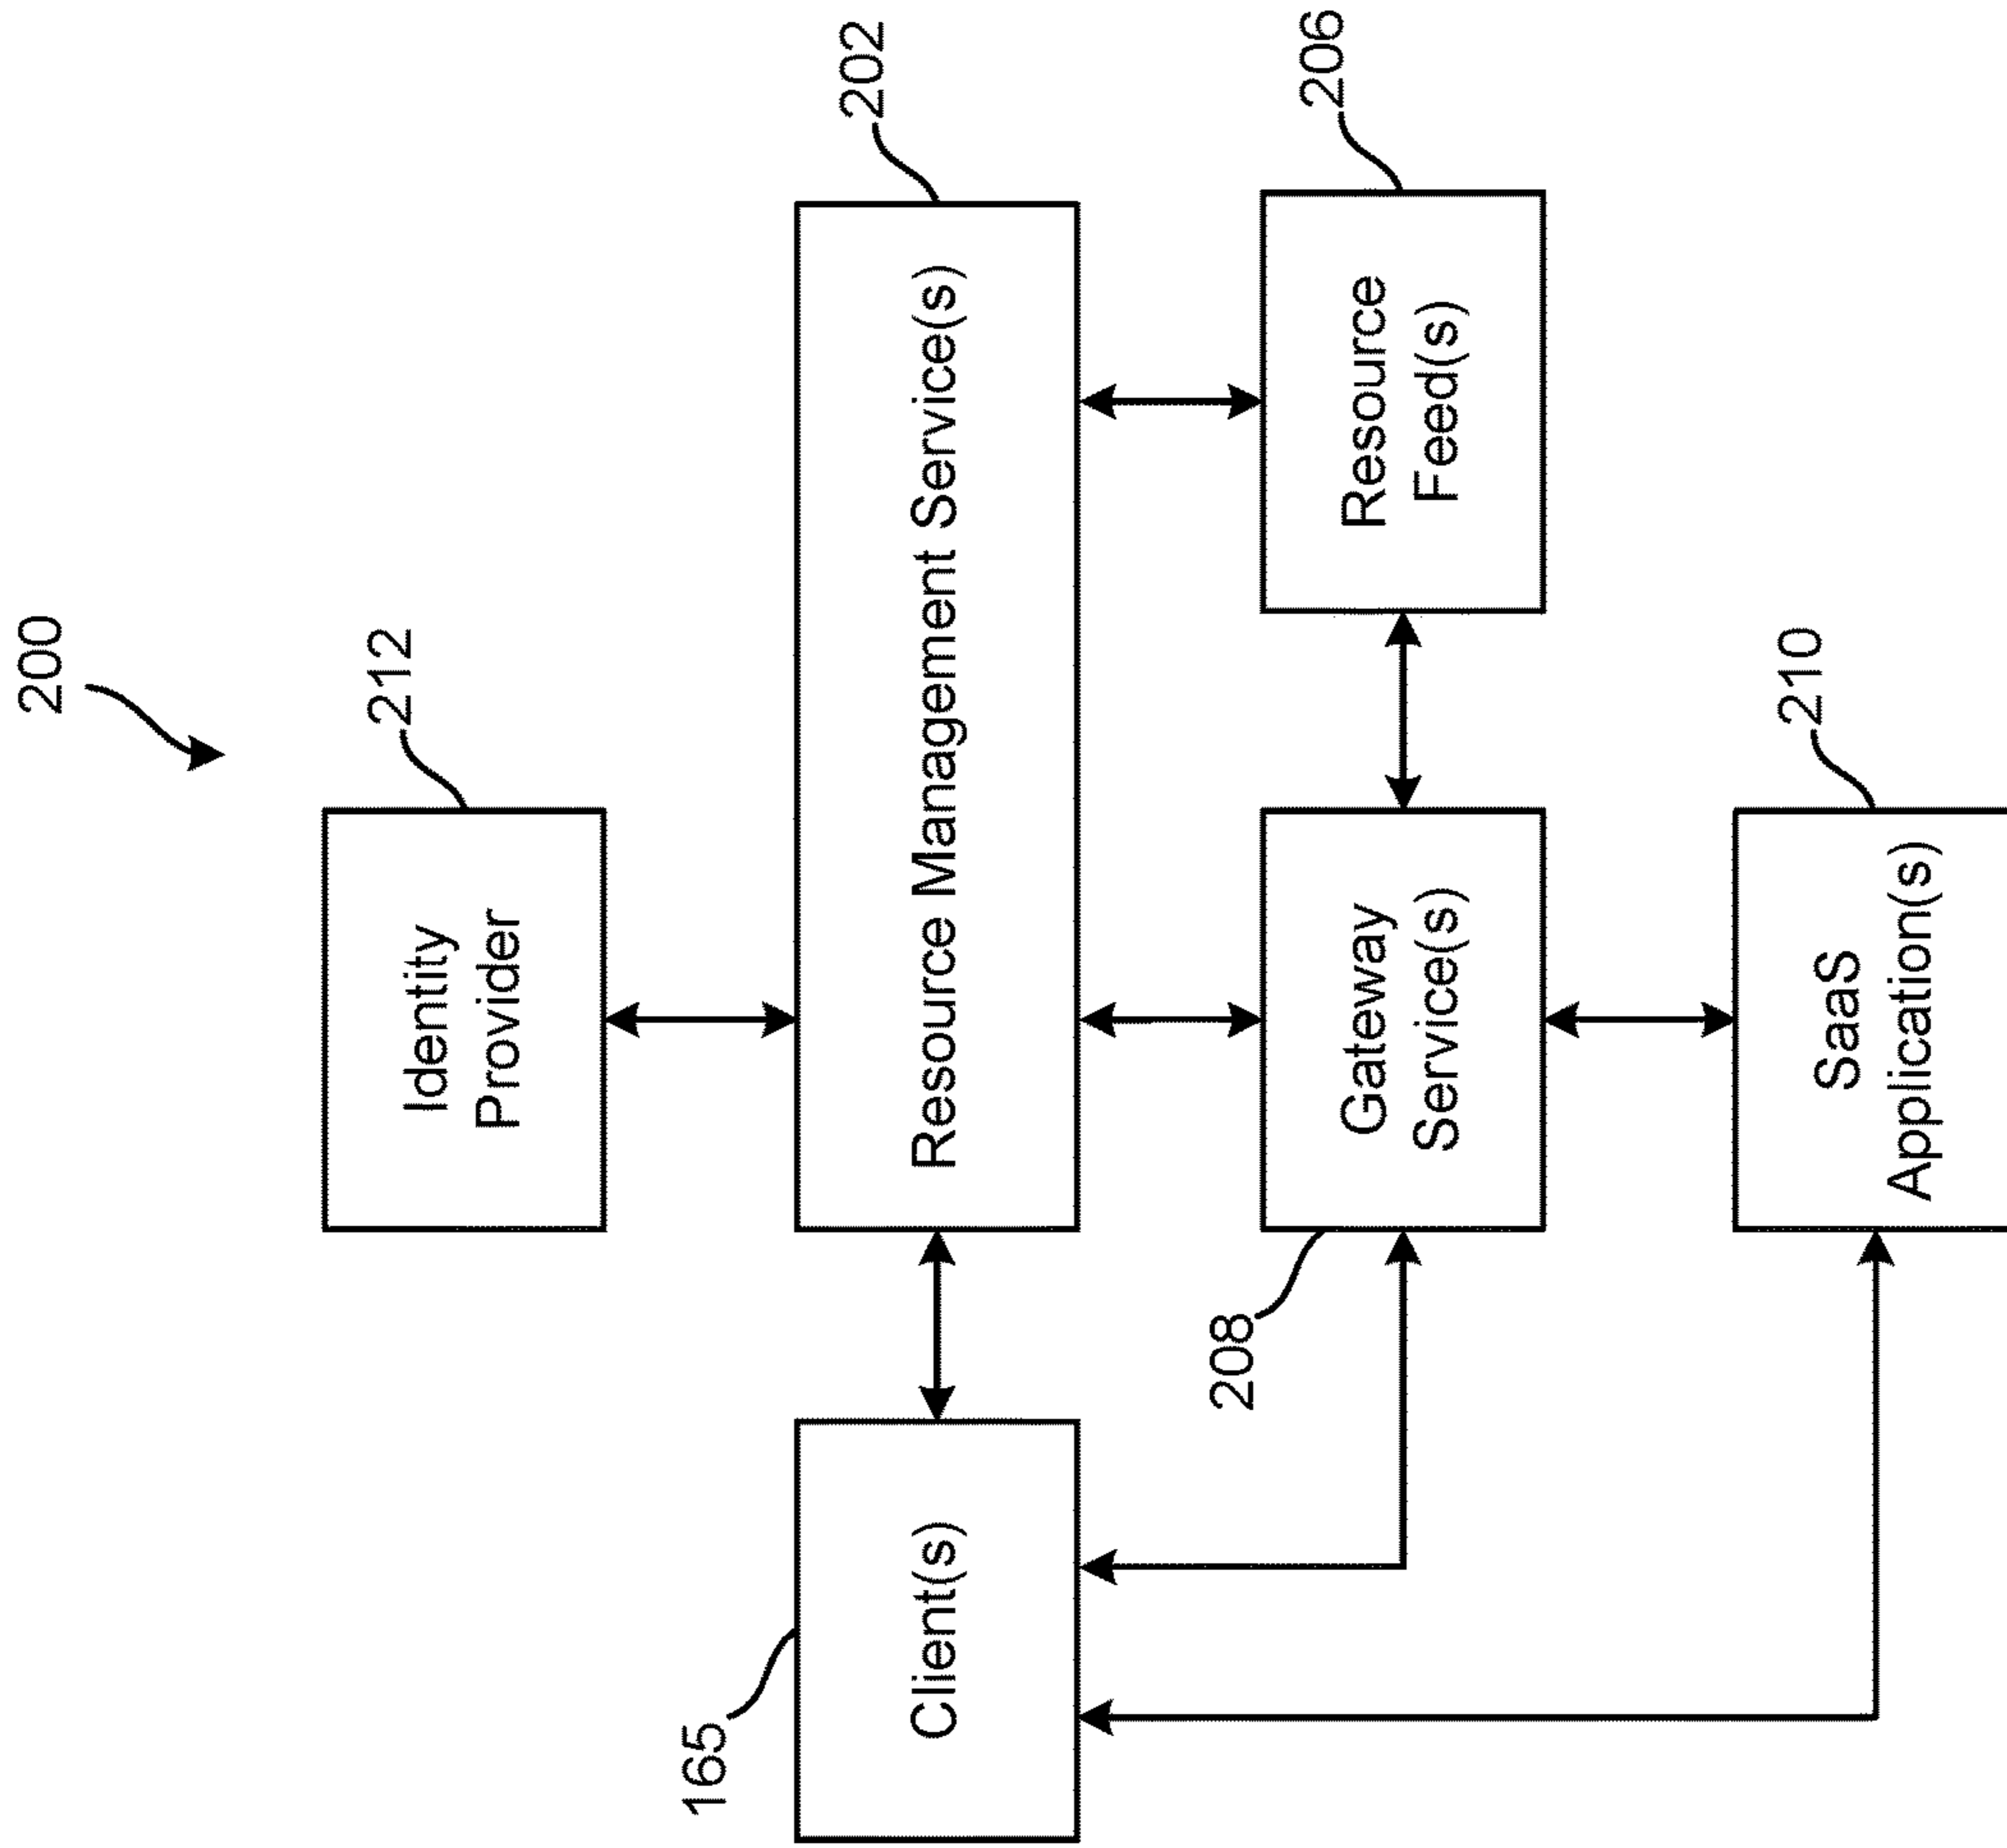 200
212
Identity
Provider
202
Resource Management Service(s)
165
Client(s)
206
Resource
Feed(s)
208
Gateway
Service(s)
210
SaaS
Application(s)